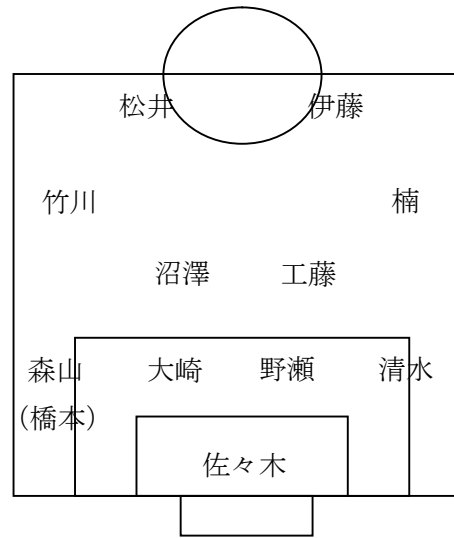 松井 伊藤
竹川 楠
沼澤 工藤
森山 大崎 野瀬 清水
(橋本)
佐々木